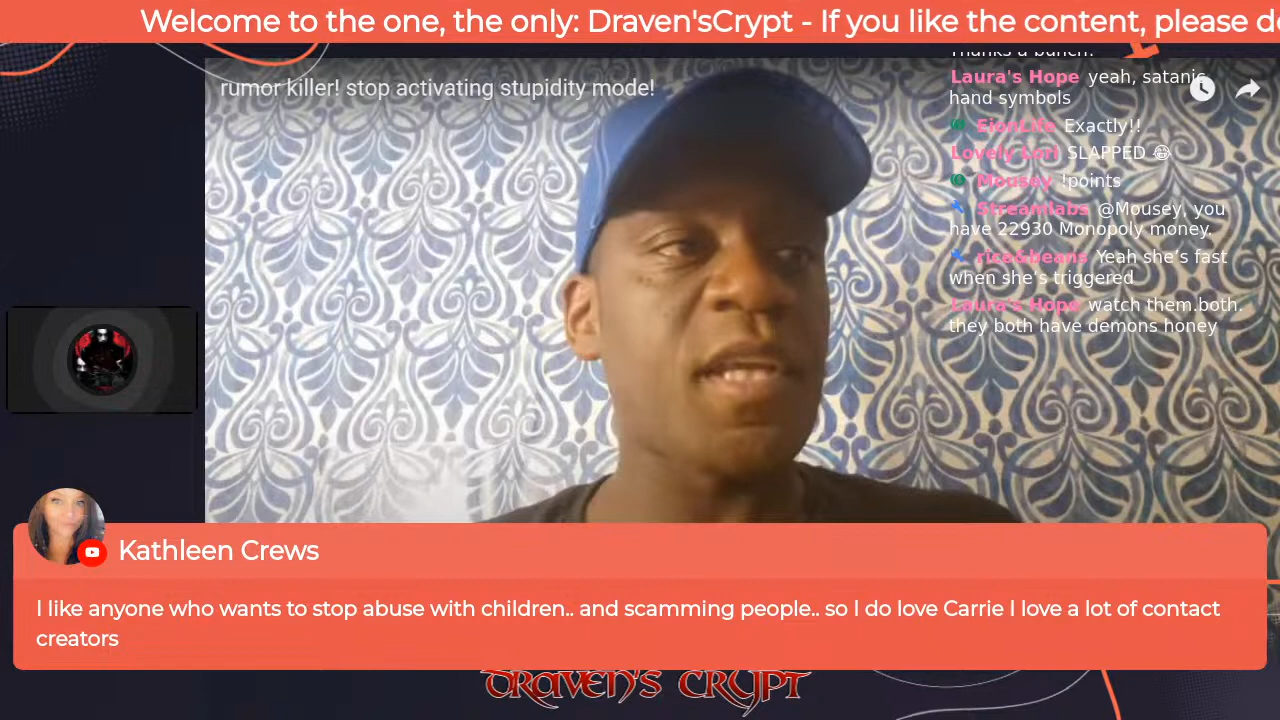 Welcome to the one, the only: Draven'sCrypt - If you like the content, please d
Thanks a bunch!
rumor killer! stop activating stupidity mode!
Laura's Hope yeah, satanic
hand symbols
EionLife Exactly!!
Lovely Lori SLAPPED 😂
Mousey !points
Streamlabs @Mousey, you
have 22930 Monopoly money.
rice&beans Yeah she's fast
when she's triggered
Laura's Hope watch them.both.
they both have demons honey
Kathleen Crews
I like anyone who wants to stop abuse with children.. and scamming people.. so I do love Carrie I love a lot of contact
creators
DRAVEN'S CRYPT